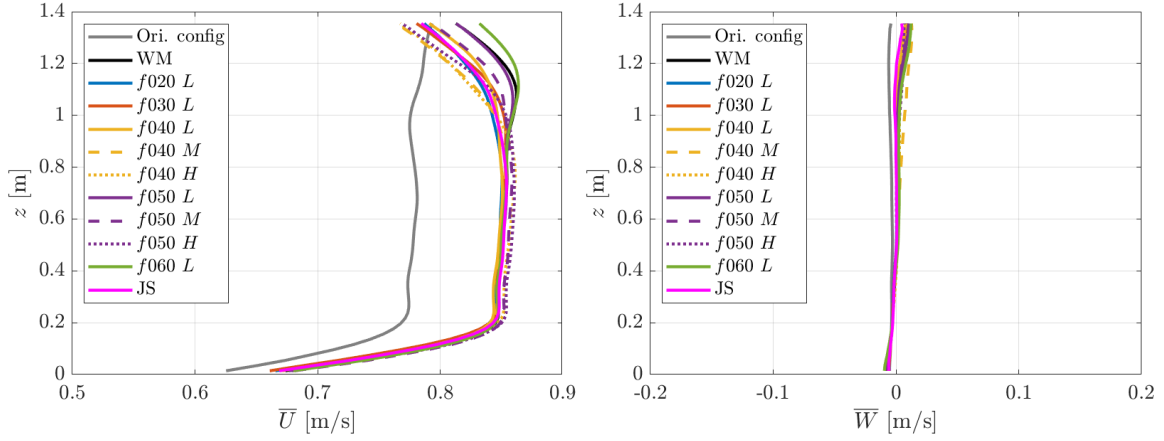 1.4
1.2
1
0.8
0.6
0.4
0.2
0
z [m]
Ori. config
WM
f020 L
f030 L
f040 L
f040 M
f040 H
f050 L
f050 M
f050 H
f060 L
JS
0.5 0.6 0.7 0.8 0.9
U̅ [m/s]
1.4
1.2
1
0.8
0.6
0.4
0.2
0
z [m]
Ori. config
WM
f020 L
f030 L
f040 L
f040 M
f040 H
f050 L
f050 M
f050 H
f060 L
JS
-0.2 -0.1 0 0.1 0.2
W̅ [m/s]